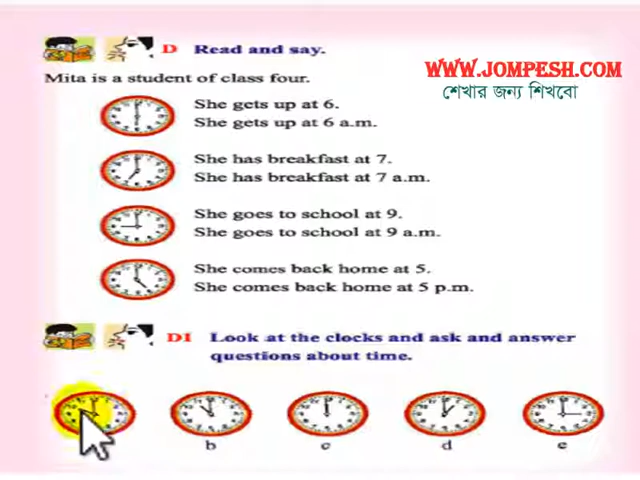 D Read and say.
WWW.JOMPESH.COM
শেখার জন্য শিখবো
Mita is a student of class four.
She gets up at 6.
She gets up at 6 a.m.
She has breakfast at 7.
She has breakfast at 7 a.m.
She goes to school at 9.
She goes to school at 9 a.m.
She comes back home at 5.
She comes back home at 5 p.m.
D1 Look at the clocks and ask and answer
questions about time.
b c d e